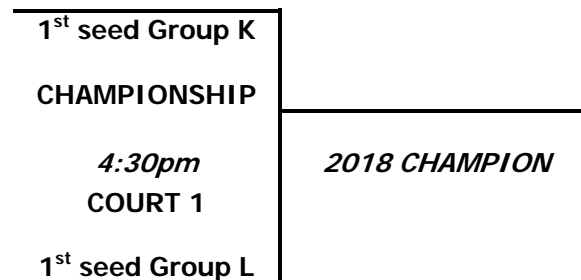 1st seed Group K
CHAMPIONSHIP
4:30pm
2018 CHAMPION
COURT 1
1st seed Group L